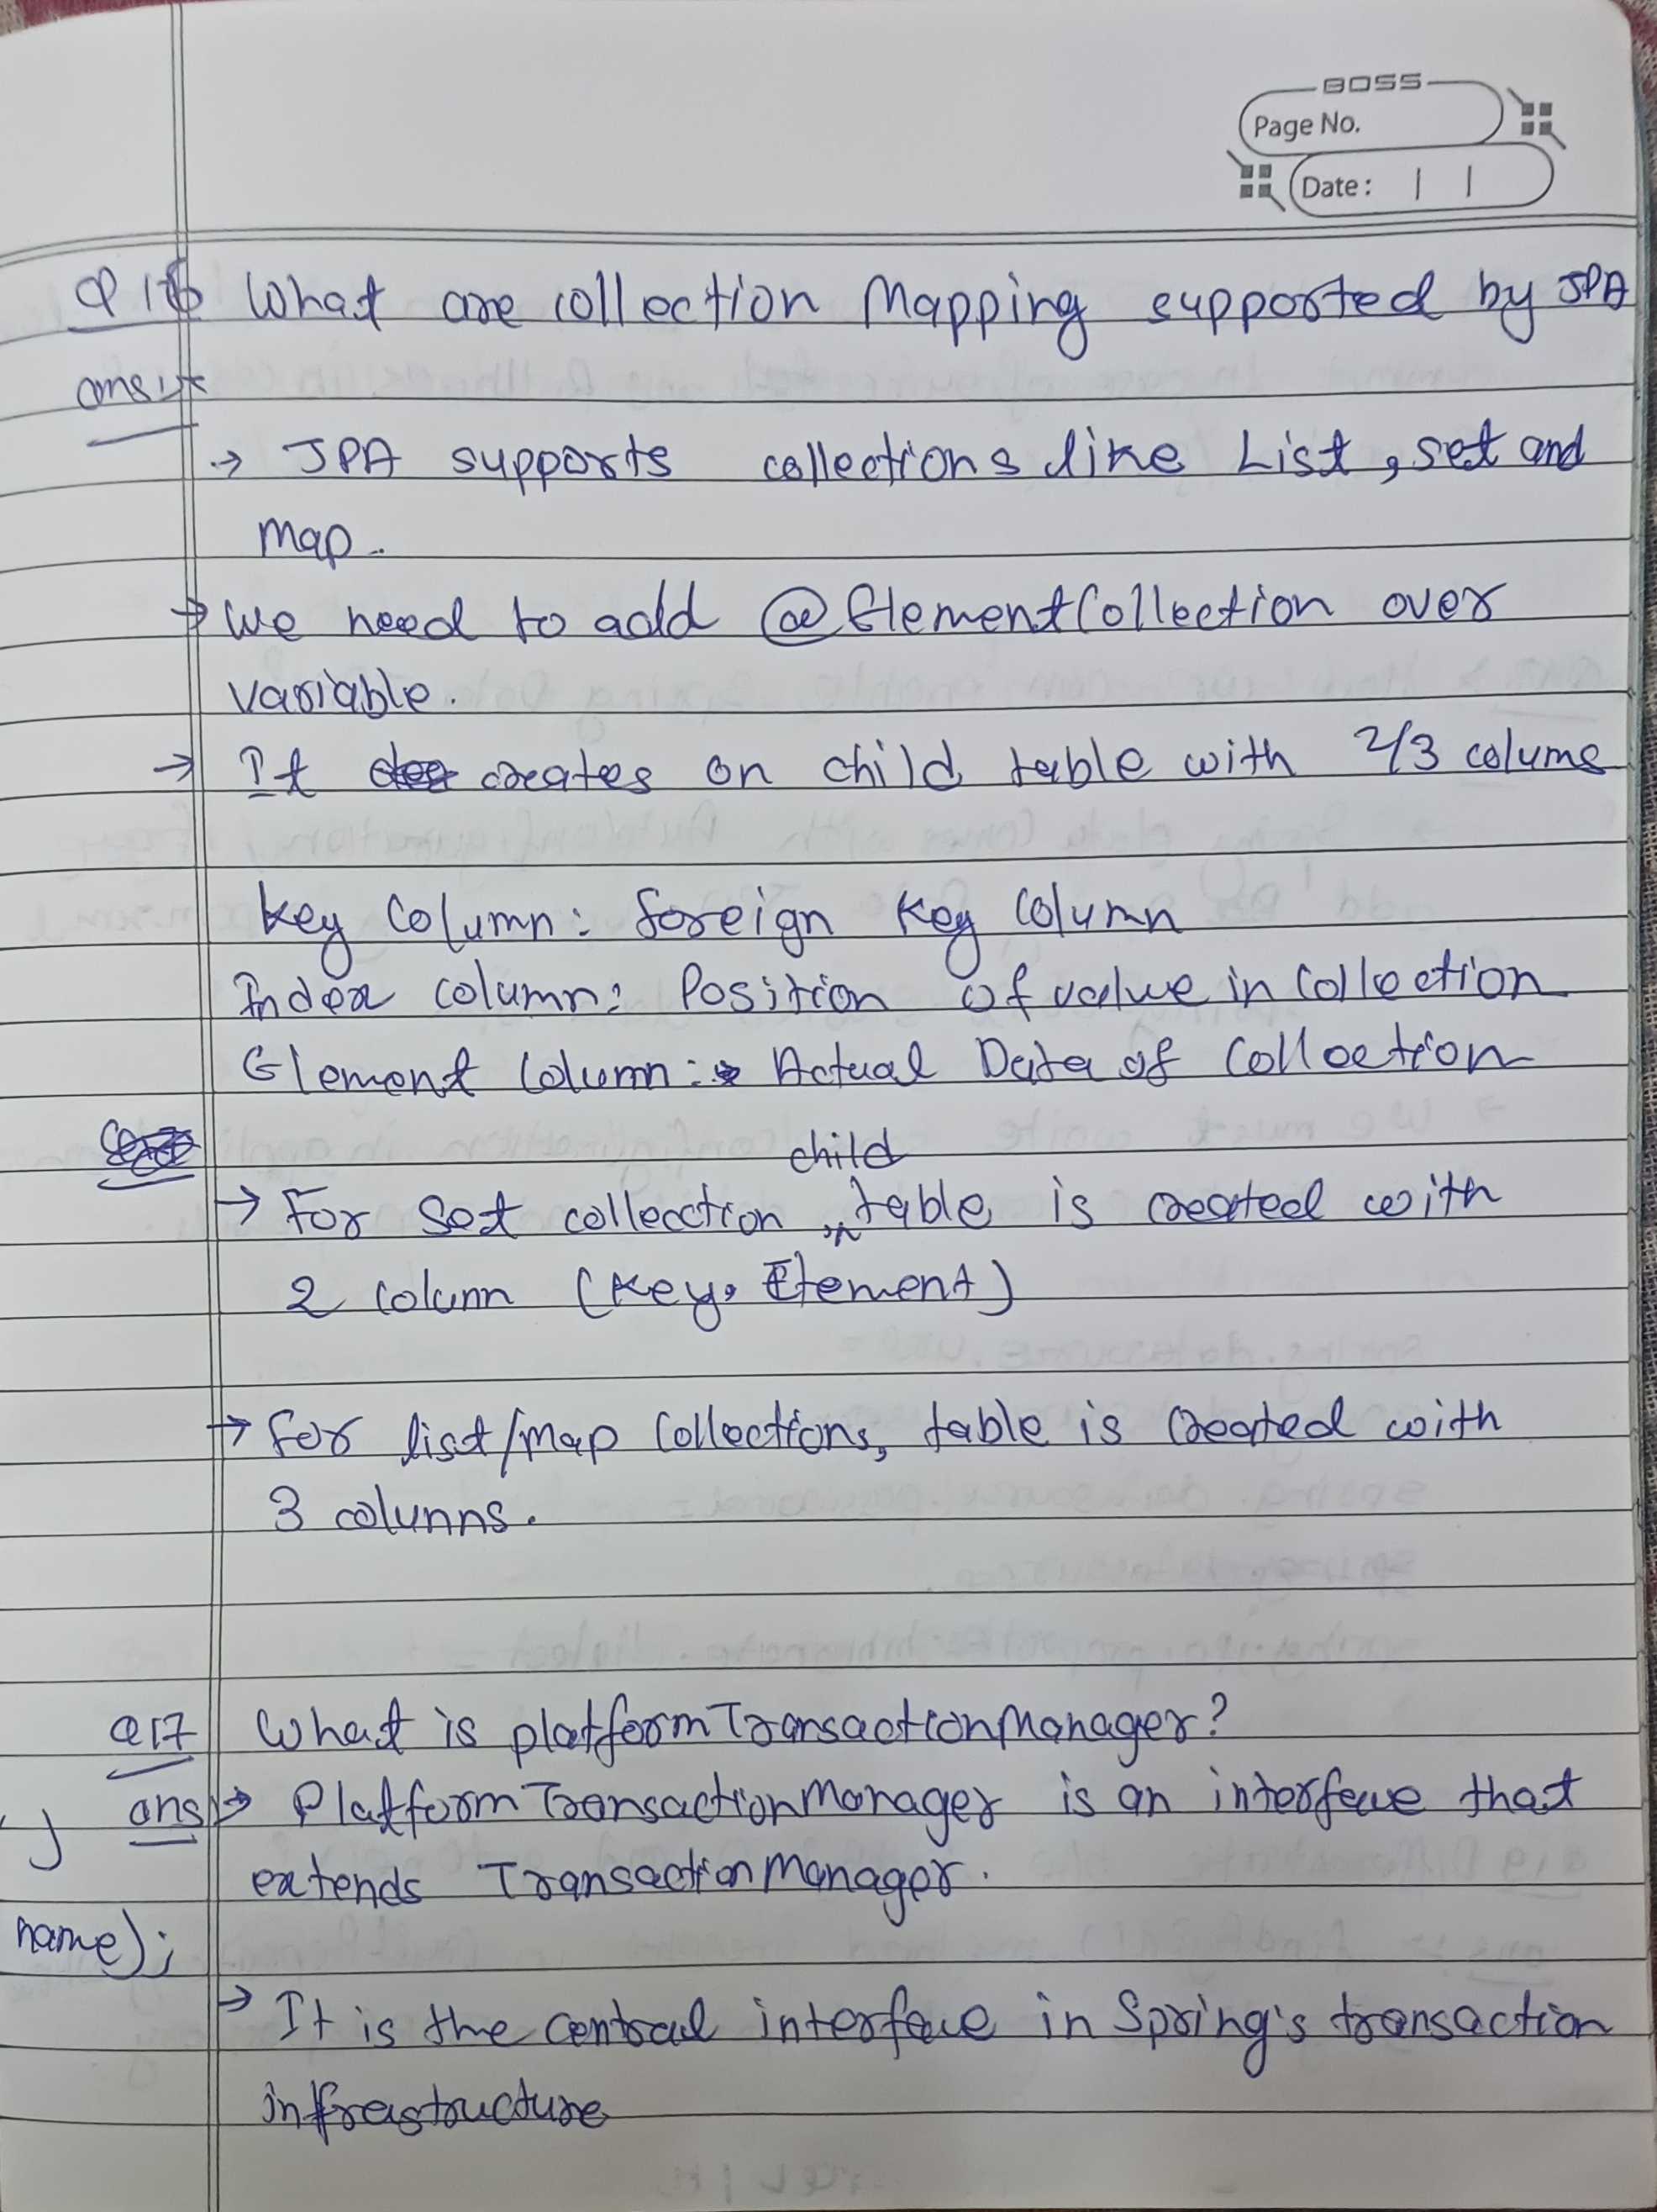 BOSS
Page No.
Date :
Q 16 What are collection Mapping supported by JPA
ans:-
→ JPA supports collections like List, set and
Map.
→ we need to add @ElementCollection over
variable.
→ It creates on child table with 2/3 colums
Key Column: foreign Key Column
Index column: Position of value in Collection
Element Column: Actual Data of Collection
child
→ For Set collecction, table is created with
2 Column (Key, Element)
→ For list/map Collections, table is Created with
3 columns.
Q17 What is platformTransactionManager?
ans → PlatformTransactionManager is an interface that
extends TransactionManager.
name);
→ It is the central interface in Spring's transaction
infrastructure